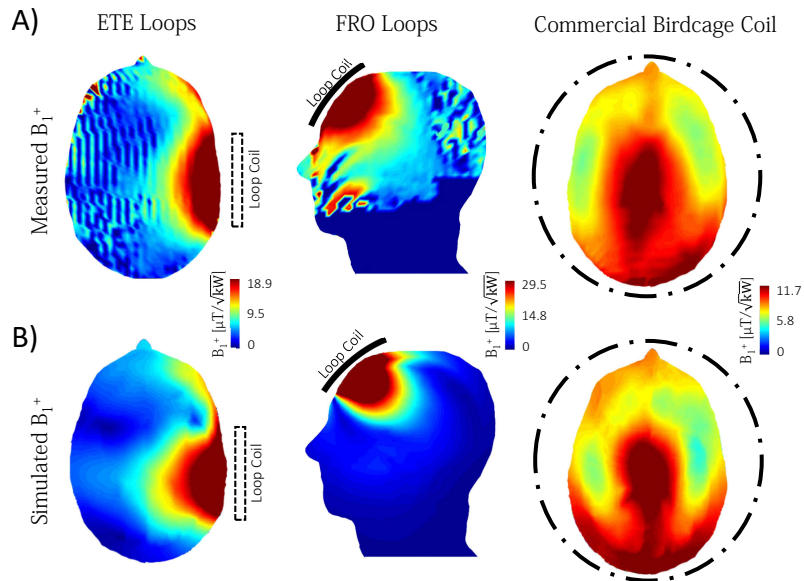 A)
ETE Loops
FRO Loops
Commercial Birdcage Coil
Measured B₁⁺
Loop Coil
Loop Coil
B₁⁺ [μT/√kW]
18.9
9.5
0
B₁⁺ [μT/√kW]
29.5
14.8
0
B₁⁺ [μT/√kW]
11.7
5.8
0
B)
Simulated B₁⁺
Loop Coil
Loop Coil